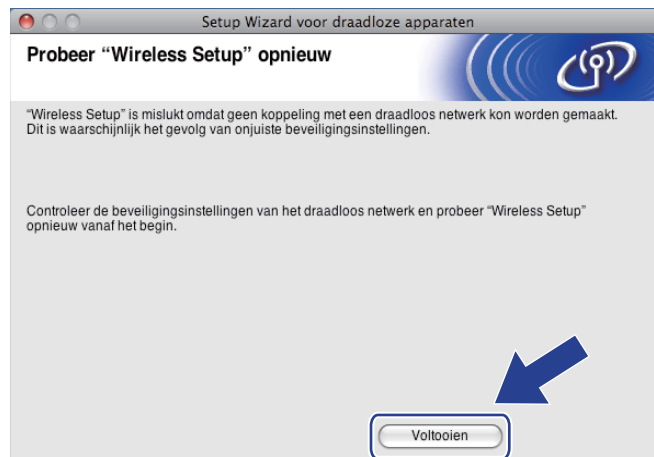 Setup Wizard voor draadloze apparaten
Probeer “Wireless Setup” opnieuw
“Wireless Setup” is mislukt omdat geen koppeling met een draadloos netwerk kon worden gemaakt.
Dit is waarschijnlijk het gevolg van onjuiste beveiligingsinstellingen.
Controleer de beveiligingsinstellingen van het draadloos netwerk en probeer “Wireless Setup”
opnieuw vanaf het begin.
Voltooien